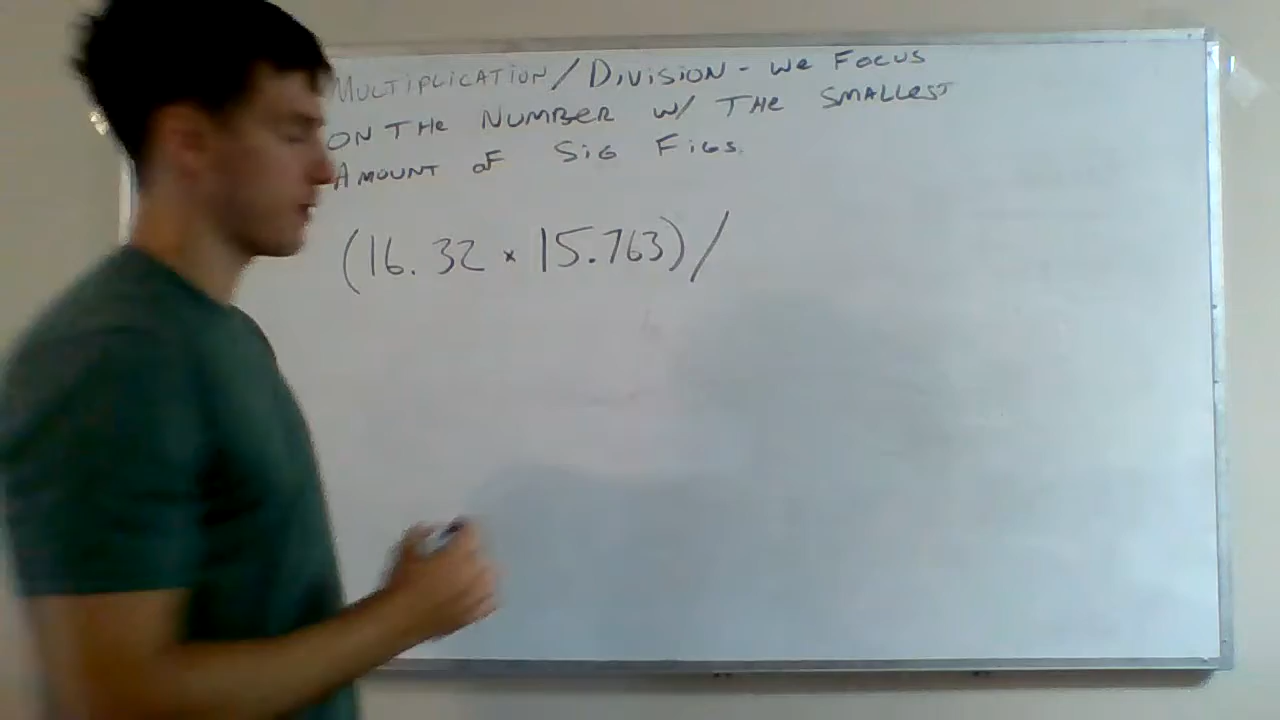 MULTIPLICATION/DIVISION - WE FOCUS
ON THE NUMBER W/ THE SMALLEST
AMOUNT OF SIG FIGS.
(16.32 × 15.763) /